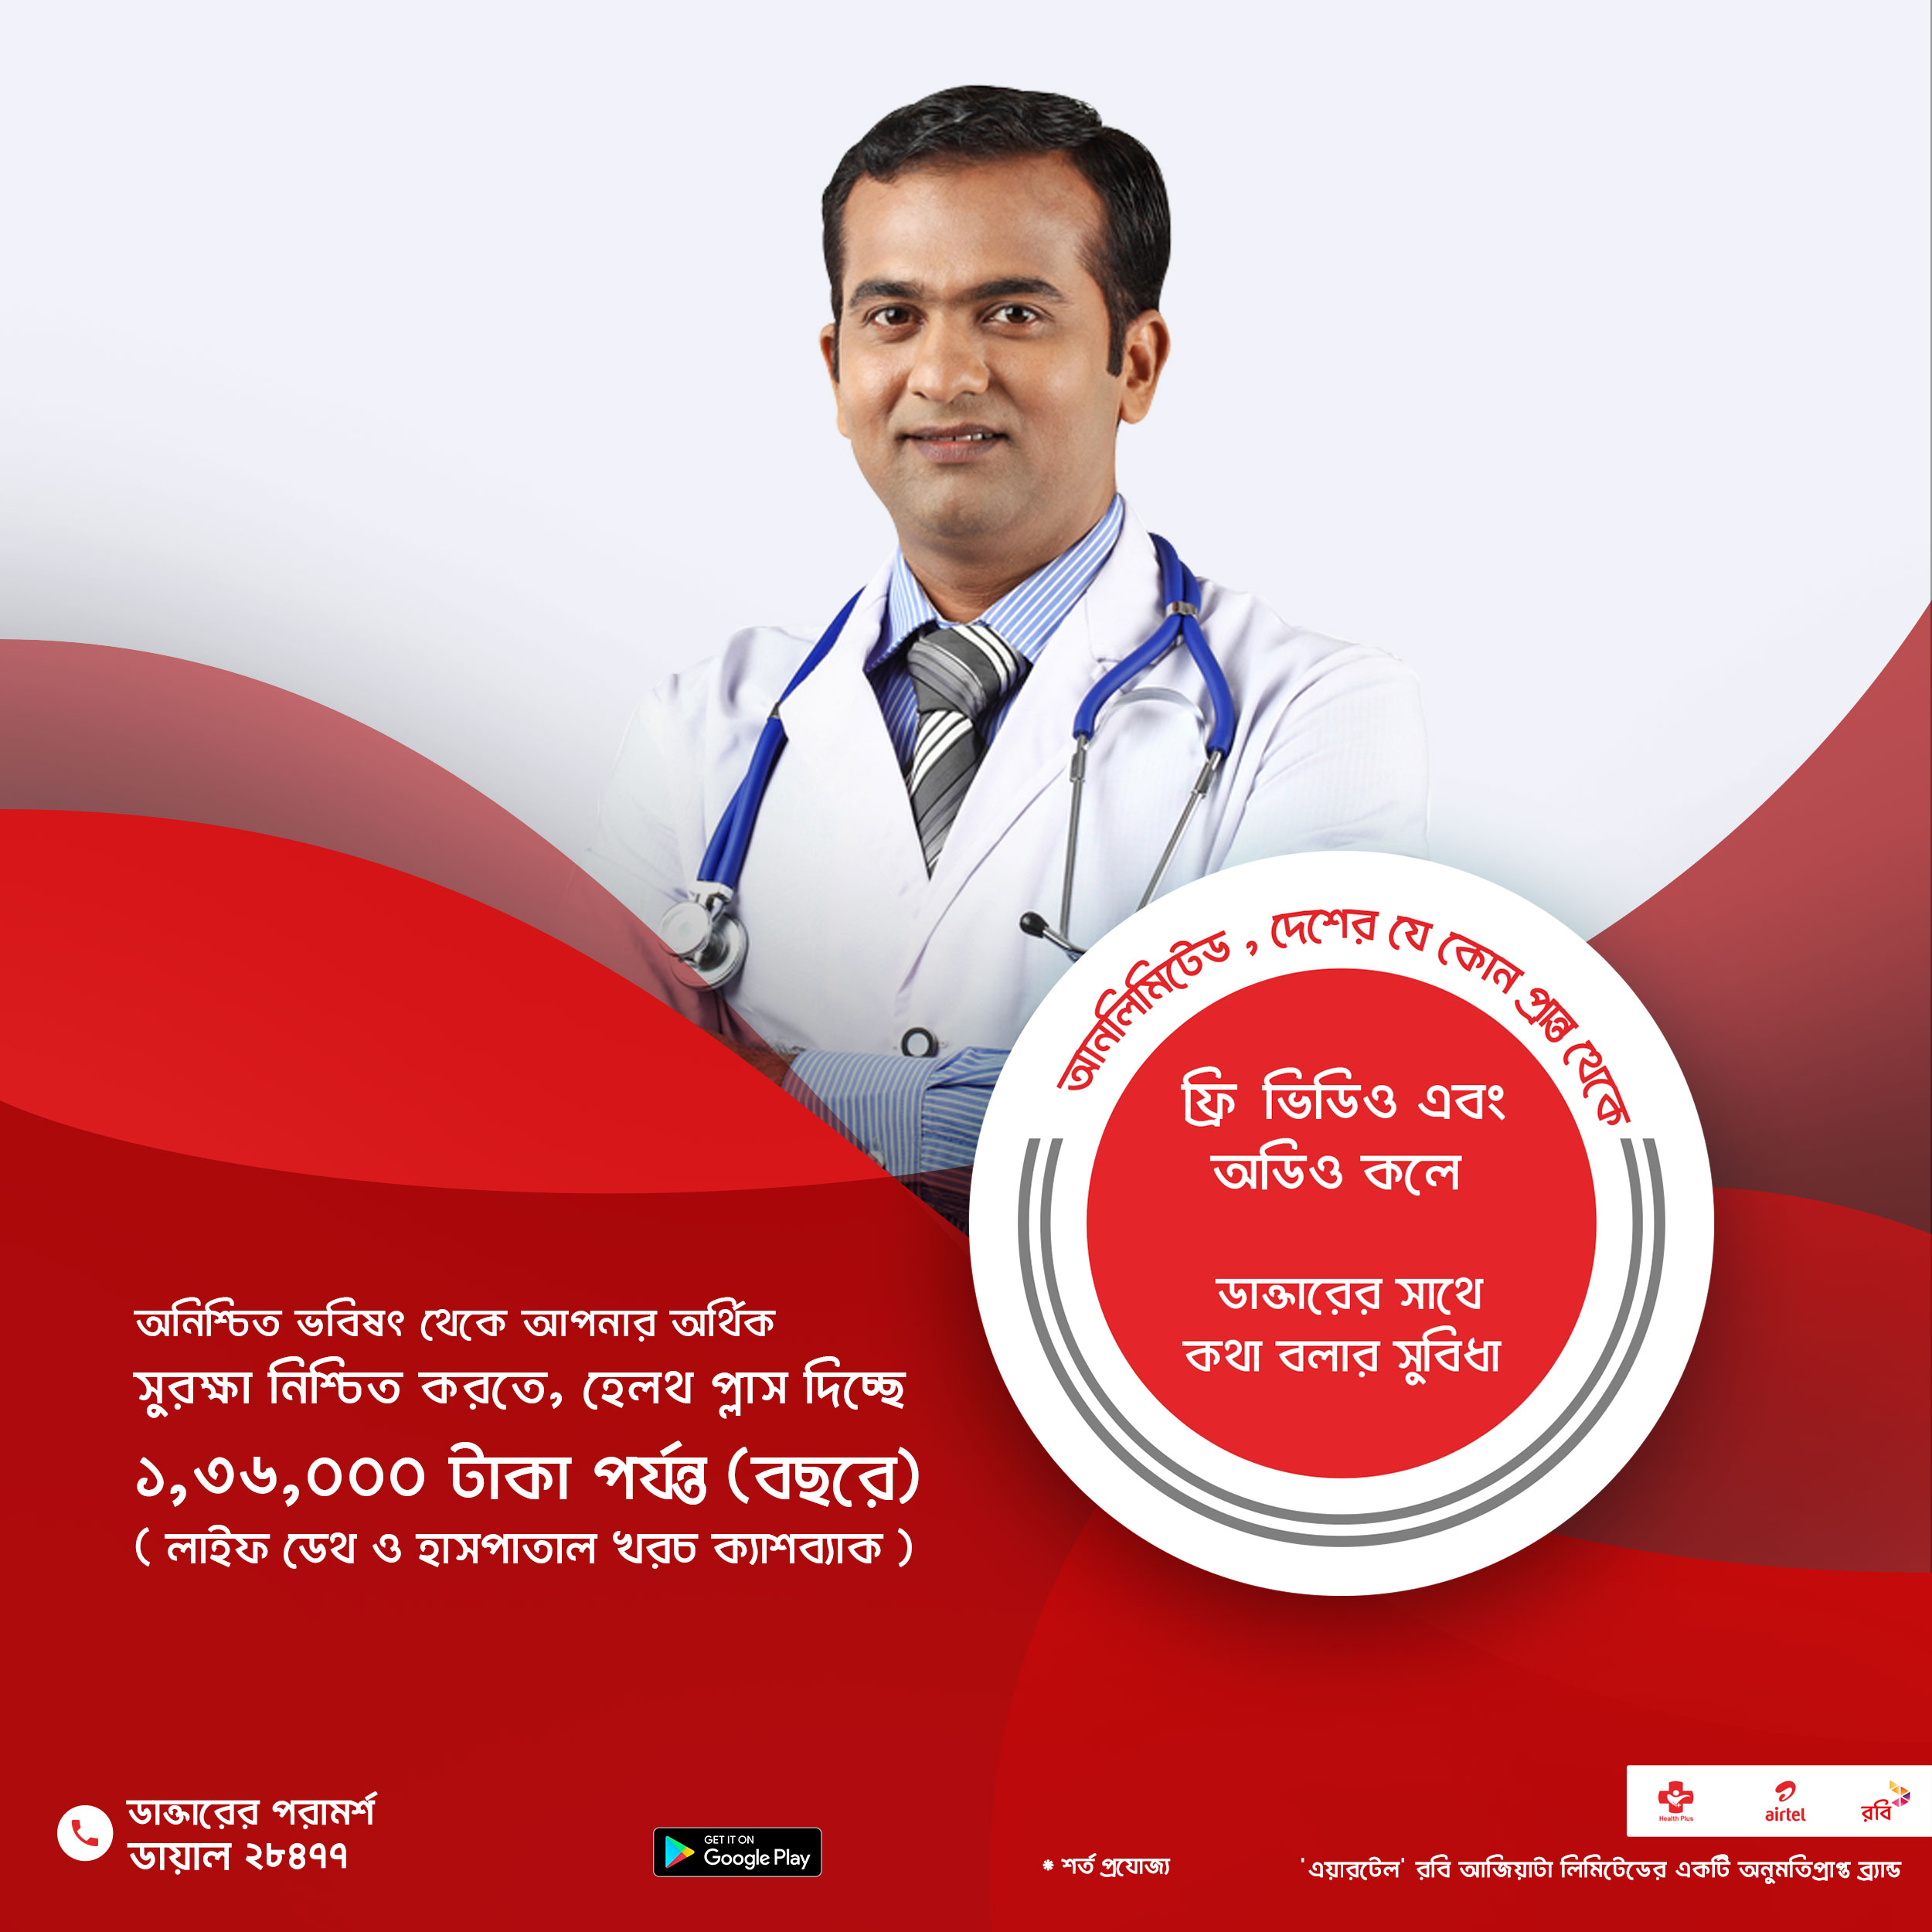 আনলিমিটেড , দেশের যে কোন প্রান্ত থেকে
ফ্রি ভিডিও এবং
অডিও কলে
ডাক্তারের সাথে
কথা বলার সুবিধা
অনিশ্চিত ভবিষৎ থেকে আপনার অর্থিক
সুরক্ষা নিশ্চিত করতে, হেলথ প্লাস দিচ্ছে
১,৩৬,০০০ টাকা পর্যন্ত (বছরে)
( লাইফ ডেথ ও হাসপাতাল খরচ ক্যাশব্যাক )
ডাক্তারের পরামর্শ
ডায়াল ২৮৪৭৭
GET IT ON
Google Play
* শর্ত প্রযোজ্য
Health Plus
airtel
রবি
'এয়ারটেল' রবি আজিয়াটা লিমিটেডের একটি অনুমতিপ্রাপ্ত ব্র্যান্ড